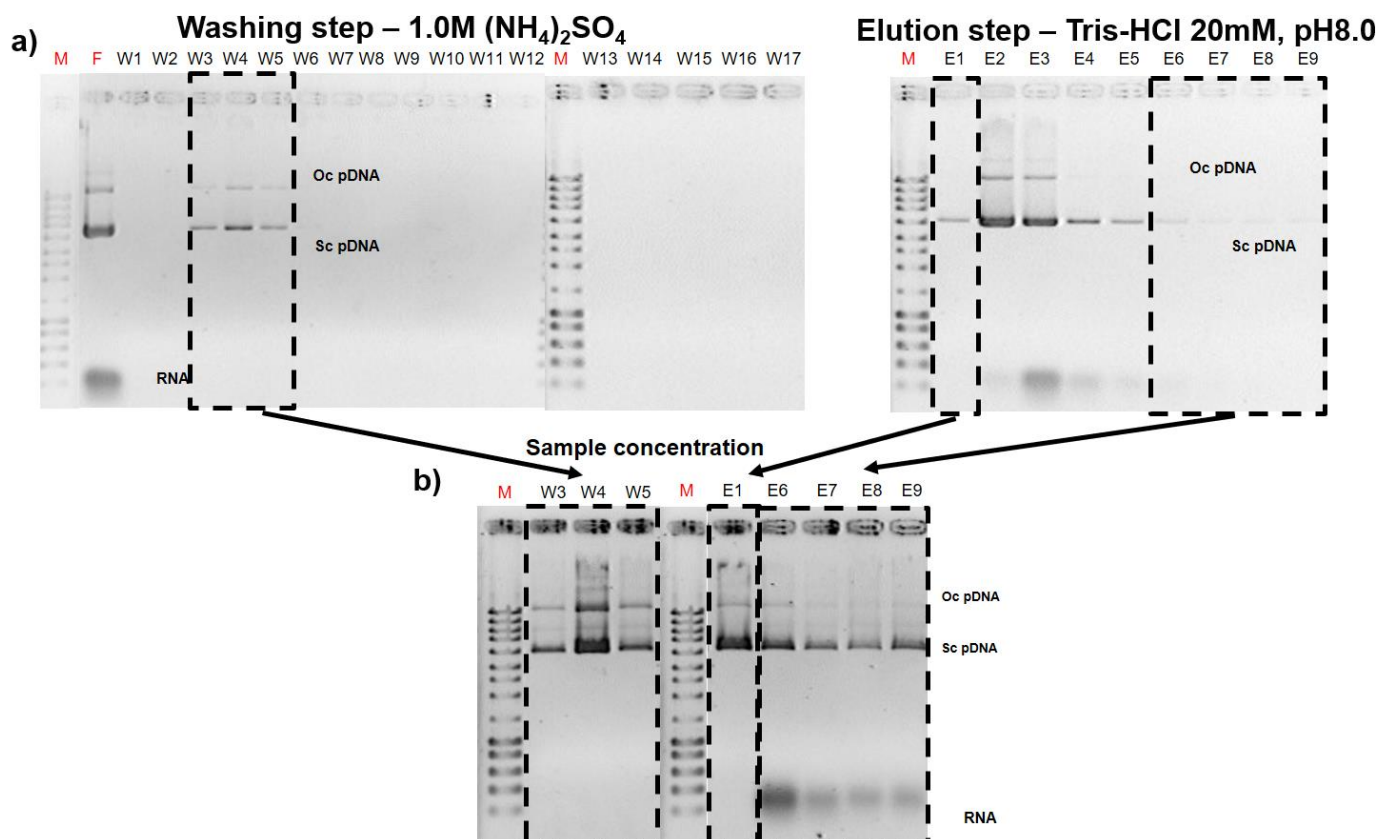 Washing step – 1.0M (NH₄)₂SO₄
Elution step – Tris-HCl 20mM, pH8.0
a)
M F W1 W2 W3 W4 W5 W6 W7 W8 W9 W10 W11 W12 M W13 W14 W15 W16 W17
M E1 E2 E3 E4 E5 E6 E7 E8 E9
Oc pDNA
Sc pDNA
RNA
Oc pDNA
Sc pDNA
Sample concentration
b)
M W3 W4 W5 M E1 E6 E7 E8 E9
Oc pDNA
Sc pDNA
RNA